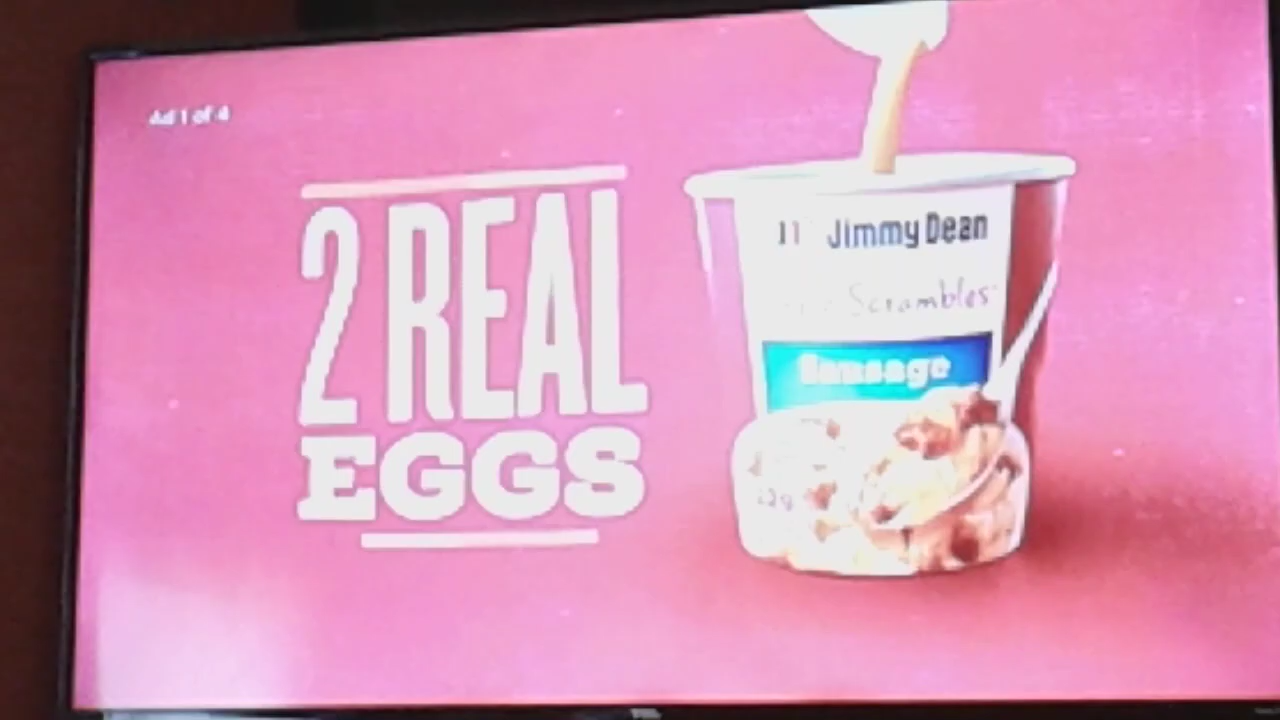 Ad 1 of 4
2 REAL
EGGS
Jimmy Dean
Scrambles
Sausage